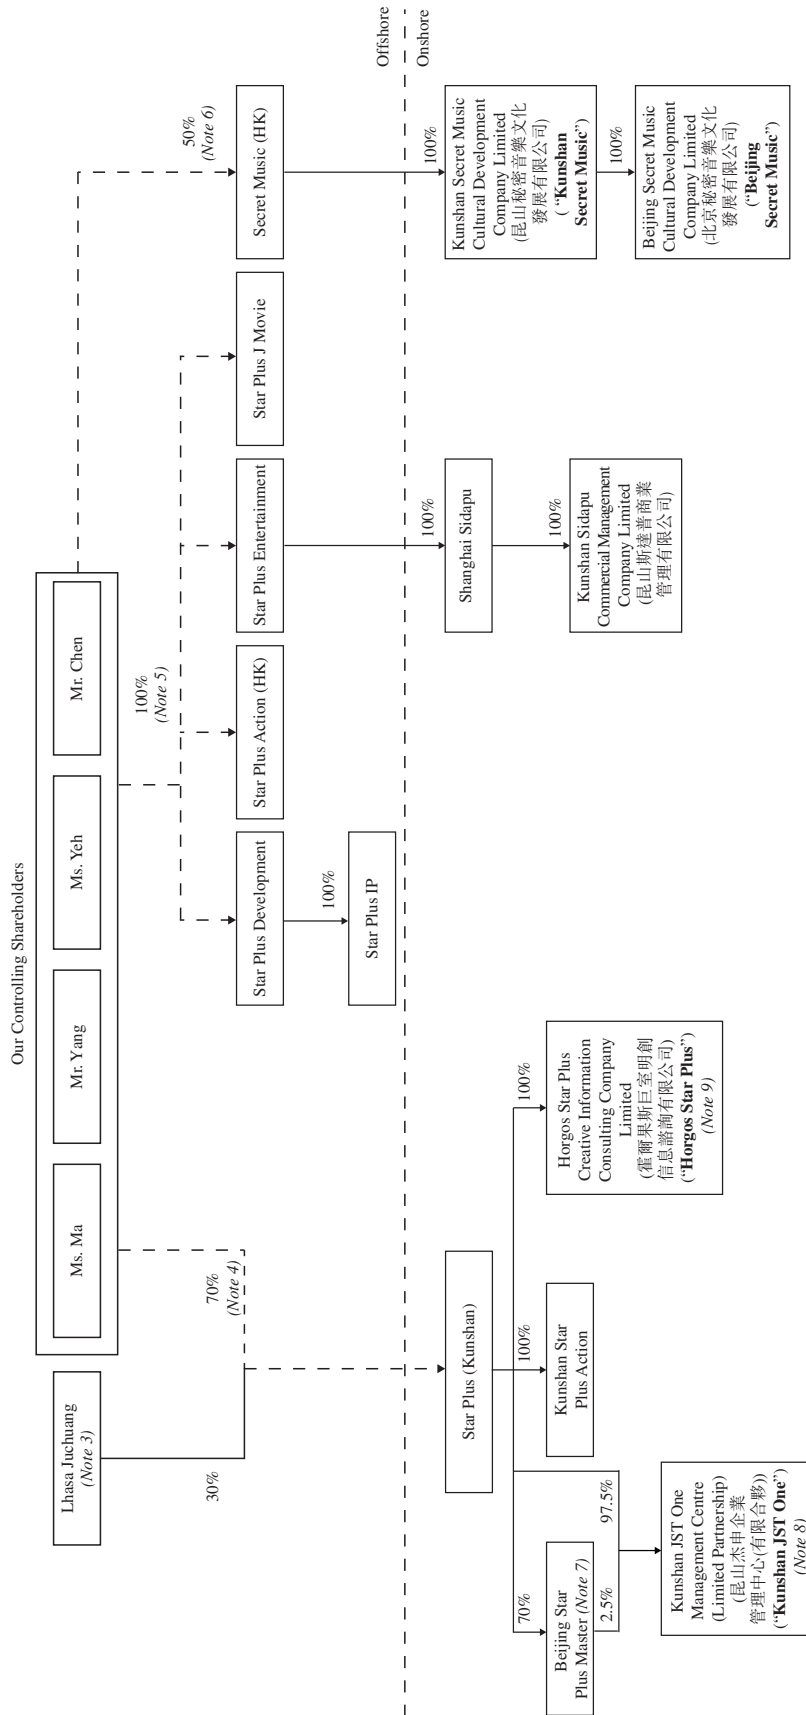 Our Controlling Shareholders
Lhasa Juchuang
(Note 3)
Ms. Ma
Mr. Yang
Ms. Yeh
Mr. Chen
30%
70%
(Note 4)
100%
(Note 5)
50%
(Note 6)
Star Plus Development
Star Plus Action (HK)
Star Plus Entertainment
Star Plus J Movie
Secret Music (HK)
100%
Star Plus IP
Offshore
Onshore
100%
100%
Star Plus (Kunshan)
Shanghai Sidapu
Kunshan Secret Music
Cultural Development
Company Limited
(昆山秘密音樂文化
發展有限公司)
( “Kunshan
Secret Music”)
70%
100%
100%
100%
100%
Beijing Star
Plus Master (Note 7)
Kunshan Star
Plus Action
Horgos Star Plus
Creative Information
Consulting Company
Limited
(霍爾果斯巨室明創
信息諮詢有限公司)
(“Horgos Star Plus”)
(Note 9)
Kunshan Sidapu
Commercial Management
Company Limited
(昆山斯達普商業
管理有限公司)
Beijing Secret Music
Cultural Development
Company Limited
(北京秘密音樂文化
發展有限公司)
(“Beijing
Secret Music”)
2.5%
97.5%
Kunshan JST One
Management Centre
(Limited Partnership)
(昆山杰申企業
管理中心(有限合夥))
(“Kunshan JST One”)
(Note 8)